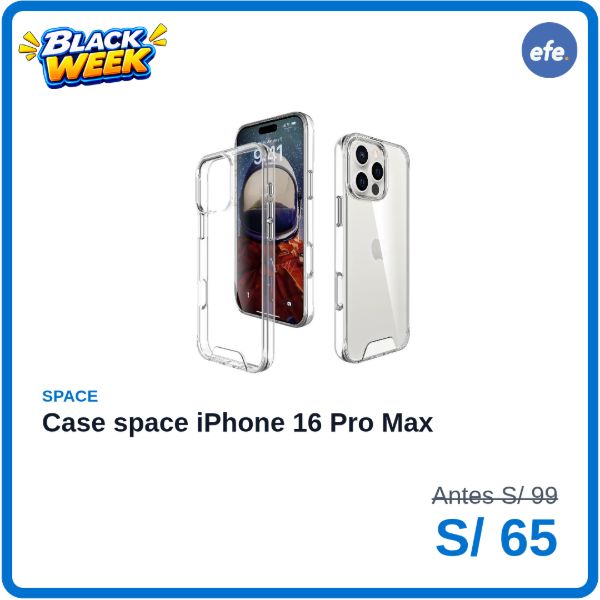 BLACK
WEEK
efe.
9:41
SPACE
Case space iPhone 16 Pro Max
Antes S/ 99
S/ 65